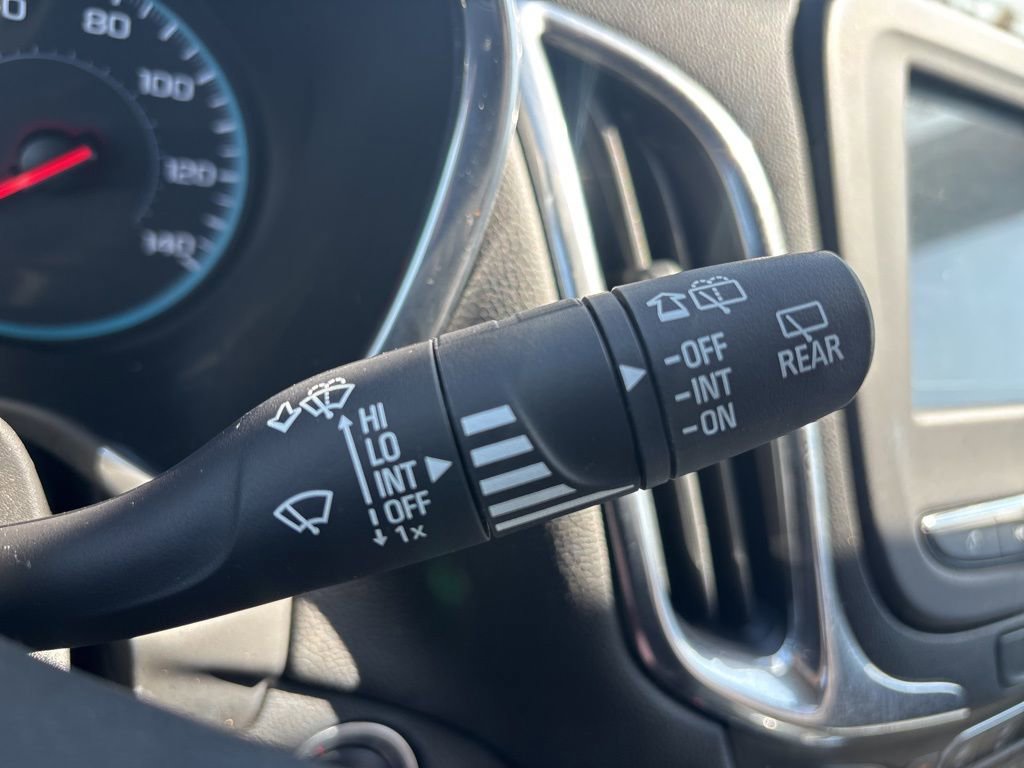 80
100
120
140
HI
LO
INT
OFF
1x
-OFF
-INT
-ON
REAR